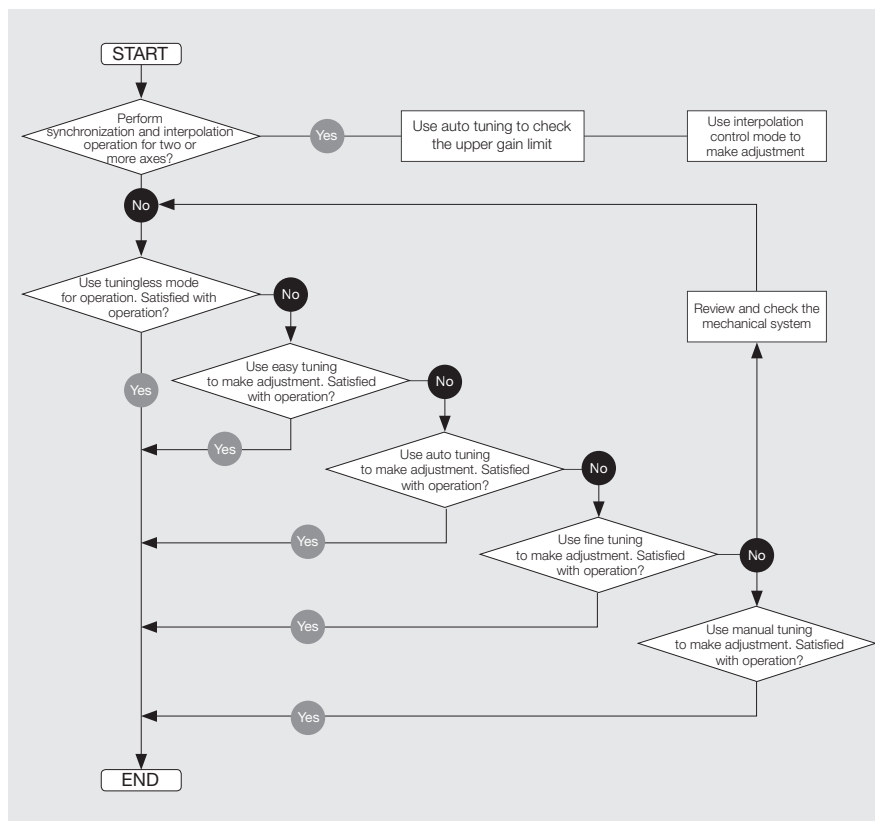 START
Perform
synchronization and interpolation
operation for two or
more axes?
Yes
Use auto tuning to check
the upper gain limit
Use interpolation
control mode to
make adjustment
No
Use tuningless mode
for operation. Satisfied with
operation?
No
Review and check the
mechanical system
Yes
Use easy tuning
to make adjustment. Satisfied
with operation?
No
Yes
Use auto tuning
to make adjustment. Satisfied
with operation?
No
Yes
Use fine tuning
to make adjustment. Satisfied
with operation?
No
Yes
Use manual tuning
to make adjustment. Satisfied
with operation?
Yes
END